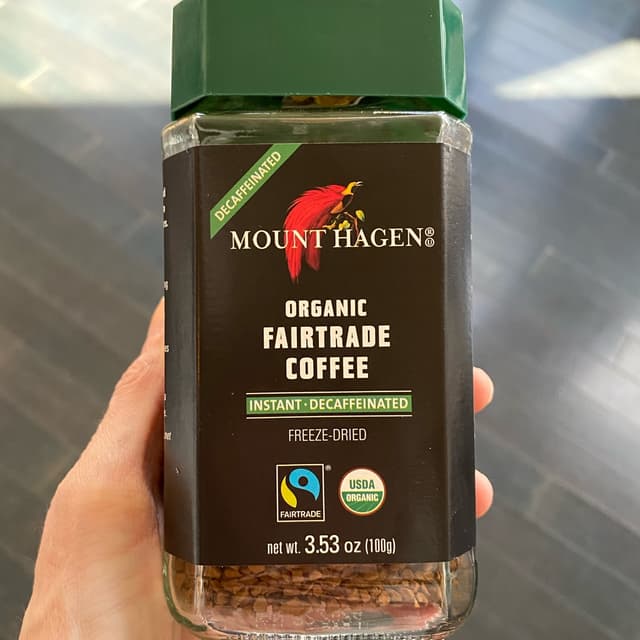 DECAFFEINATED
MOUNT HAGEN®
ORGANIC
FAIRTRADE
COFFEE
INSTANT · DECAFFEINATED
FREEZE-DRIED
®
FAIRTRADE
USDA
ORGANIC
net wt. 3.53 oz (100g)